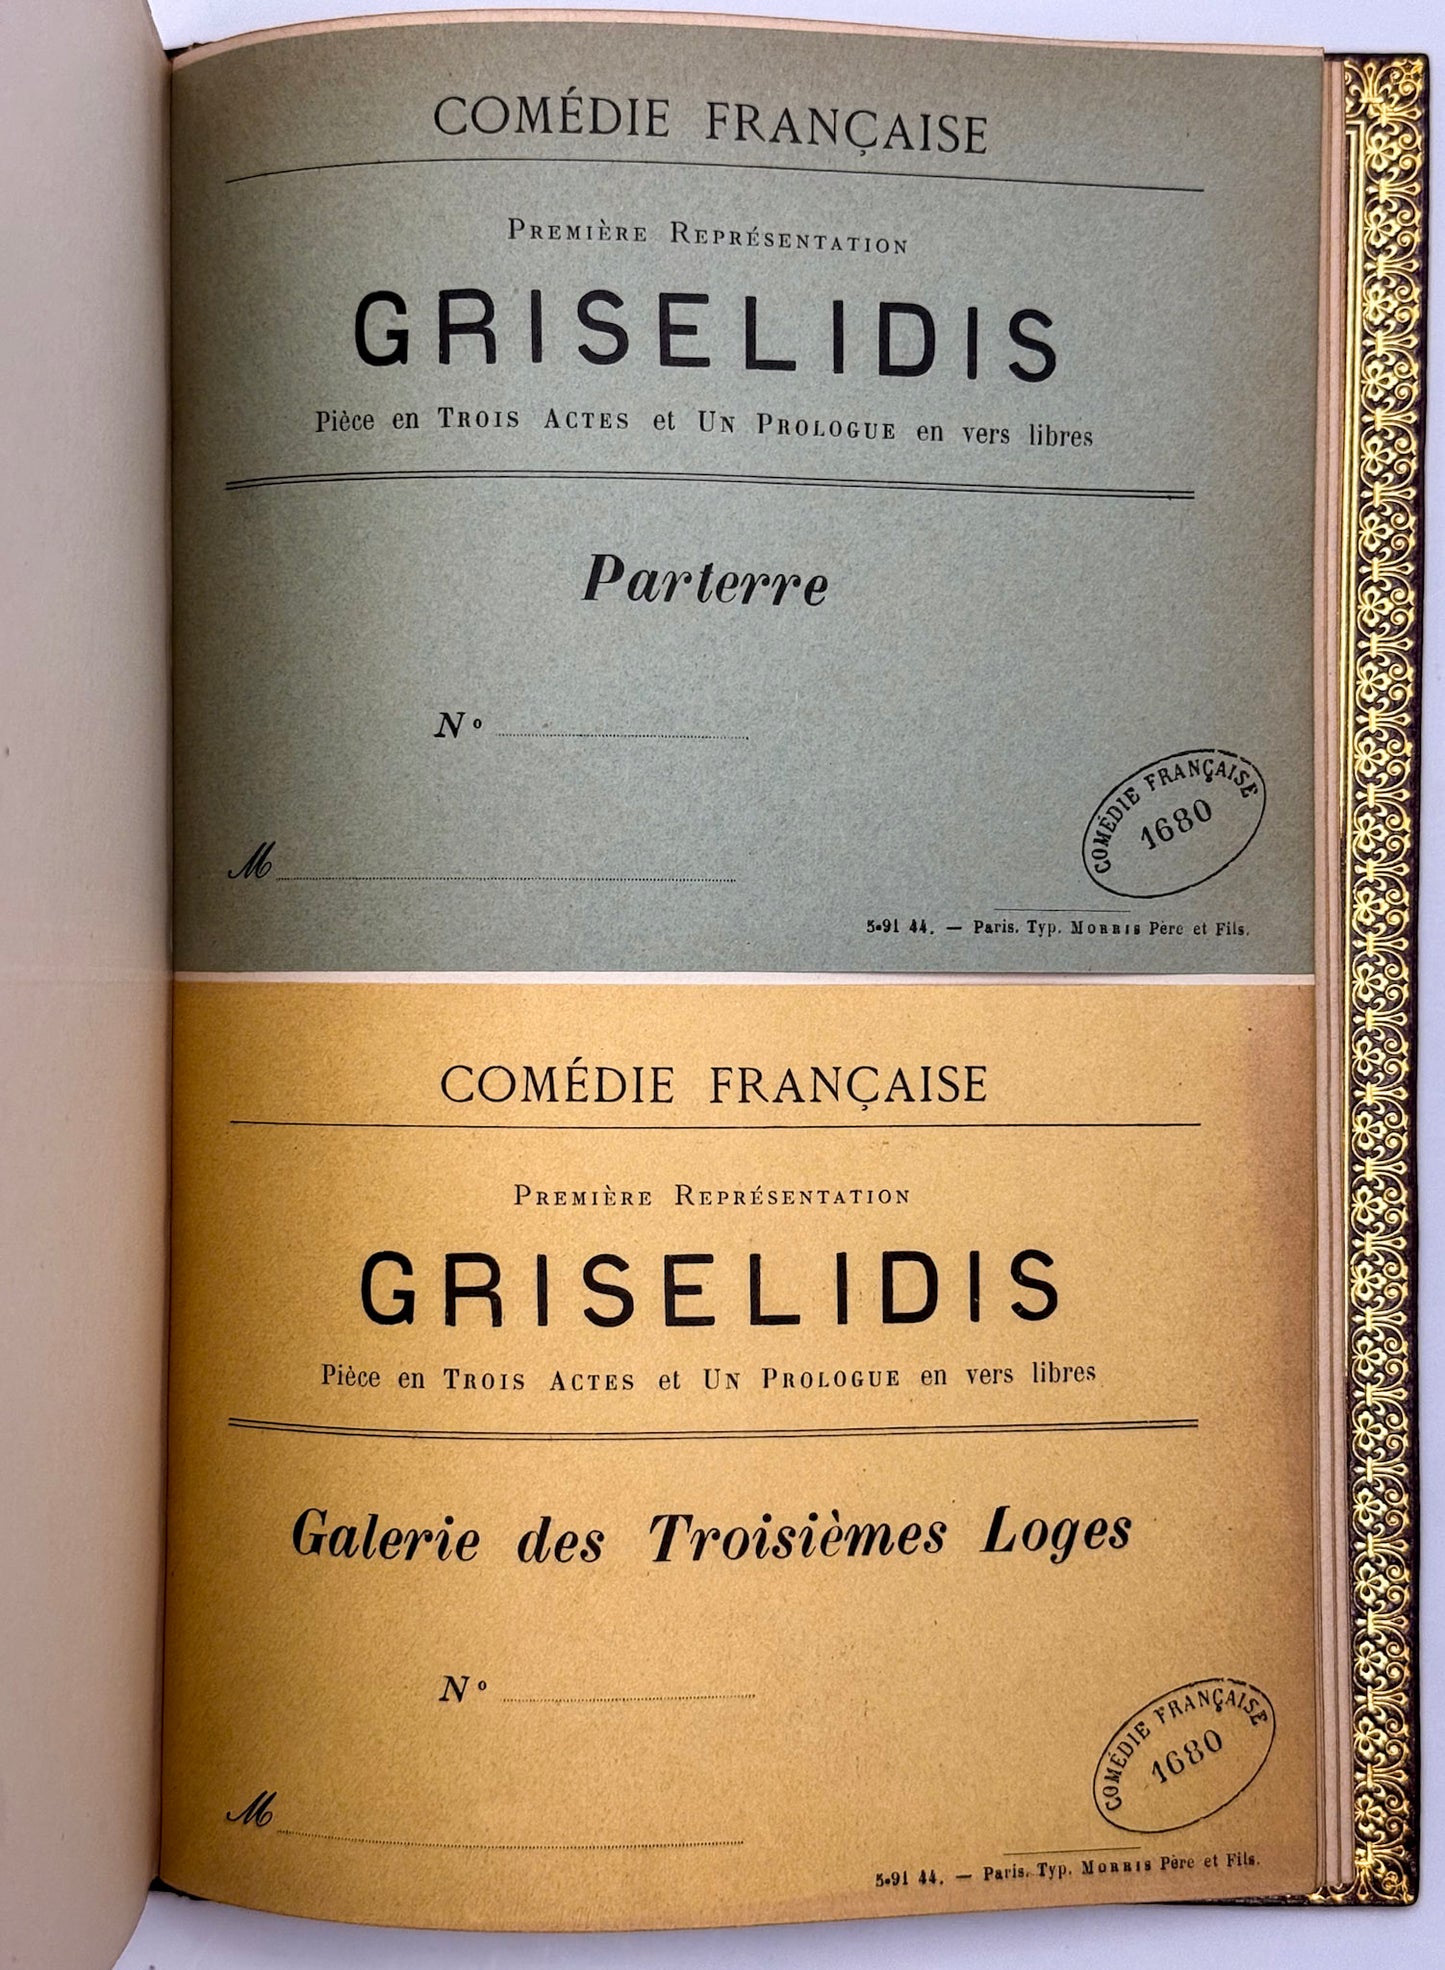 COMÉDIE FRANÇAISE
PREMIÈRE REPRÉSENTATION
GRISELIDIS
Pièce en TROIS ACTES et UN PROLOGUE en vers libres
Parterre
Nº
M
COMÉDIE FRANÇAISE
1680
5-91 44. — Paris. Typ. MORRIS Père et Fils.
COMÉDIE FRANÇAISE
PREMIÈRE REPRÉSENTATION
GRISELIDIS
Pièce en TROIS ACTES et UN PROLOGUE en vers libres
Galerie des Troisièmes Loges
Nº
M
COMÉDIE FRANÇAISE
1680
5-91 44. — Paris. Typ. MORRIS Père et Fils.